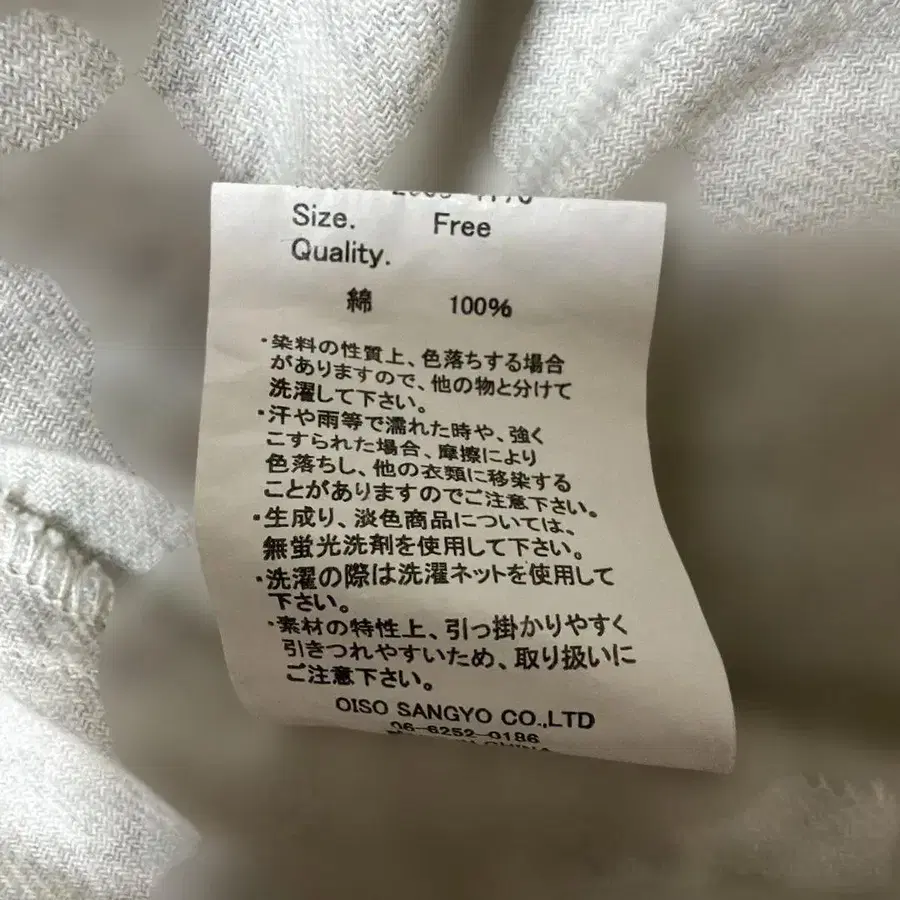 Size. Free
Quality.
綿 100%
・染料の性質上、色落ちする場合
がありますので、他の物と分けて
洗濯して下さい。
・汗や雨等で濡れた時や、強く
こすられた場合、摩擦により
色落ちし、他の衣類に移染する
ことがありますのでご注意下さい。
・生成り、淡色商品については、
無蛍光洗剤を使用して下さい。
・洗濯の際は洗濯ネットを使用して
下さい。
・素材の特性上、引っ掛かりやすく
引きつれやすいため、取り扱いに
ご注意下さい。
OISO SANGYO CO.,LTD
06-6252-0186